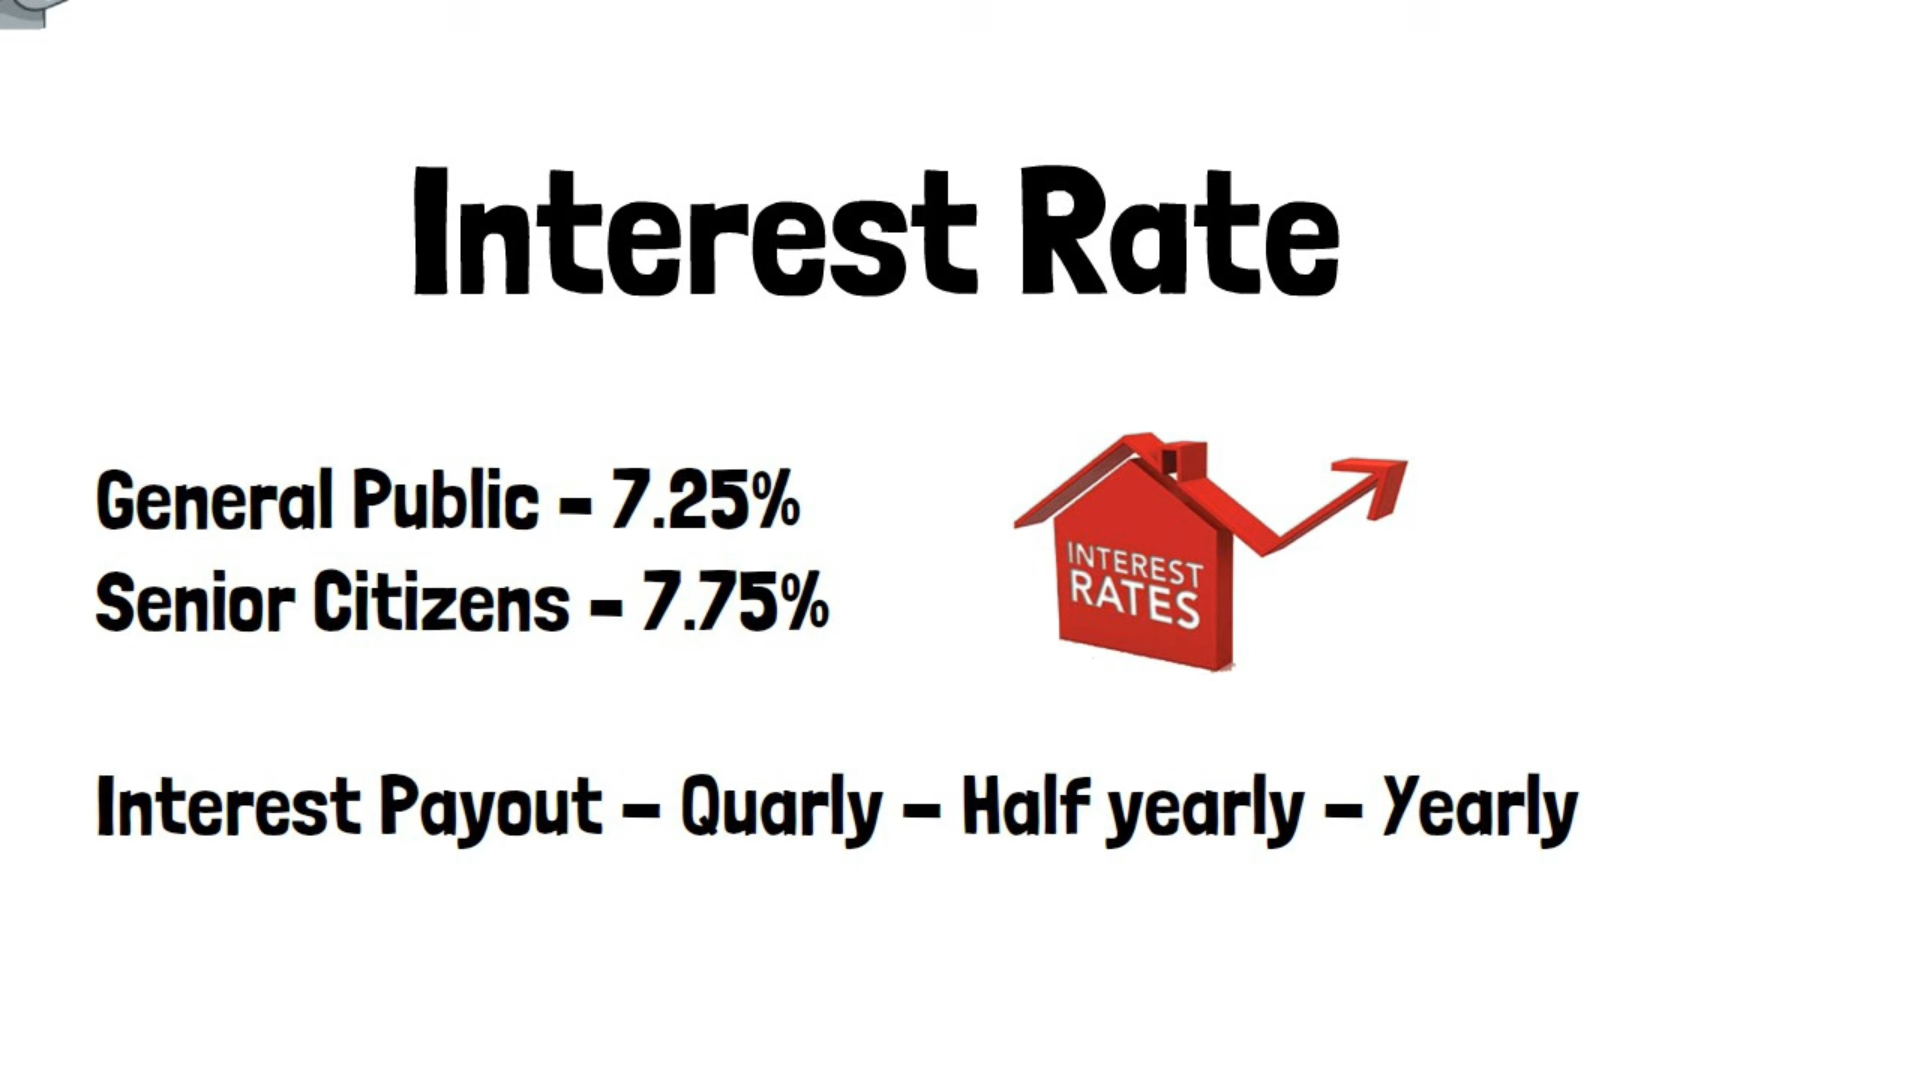 Interest Rate
General Public - 7.25%
Senior Citizens - 7.75%
INTEREST
RATES
Interest Payout - Quarly - Half yearly - Yearly